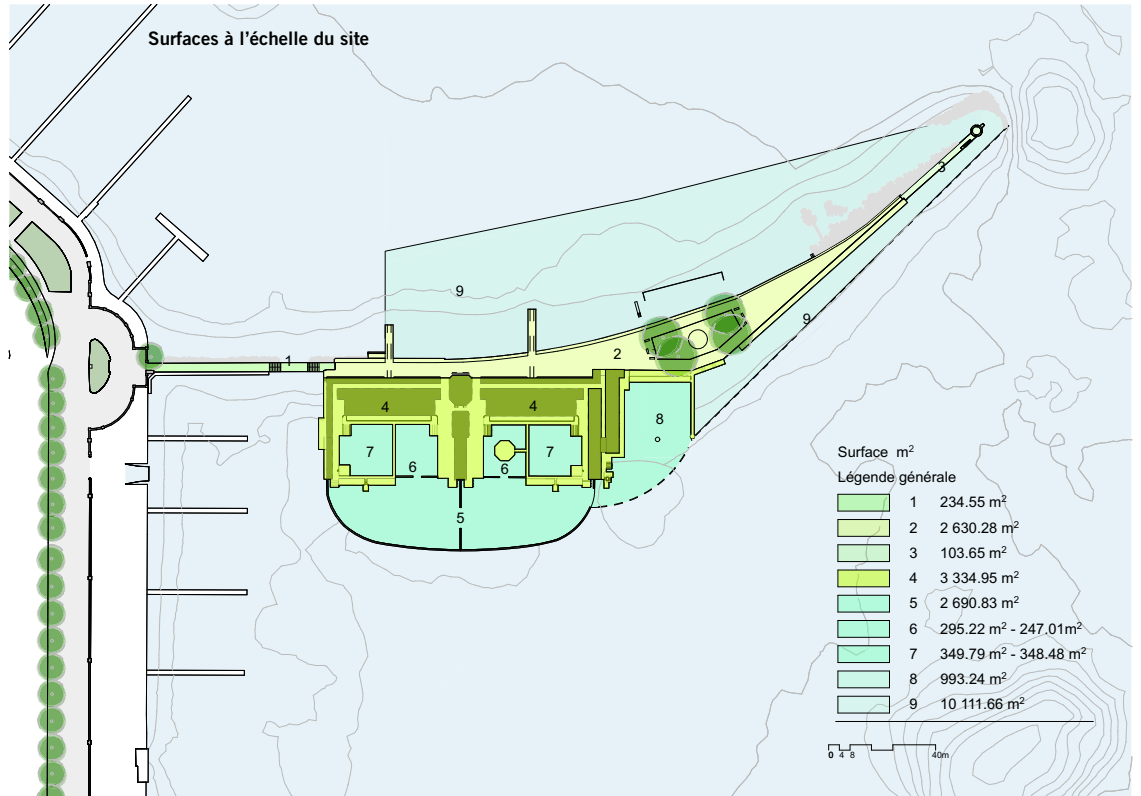 Surfaces à l'échelle du site
3
9
9
1
2
4
4
8
7
7
6
6
5
Surface m²
Légende générale
1 234.55 m²
2 2 630.28 m²
3 103.65 m²
4 3 334.95 m²
5 2 690.83 m²
6 295.22 m² - 247.01m²
7 349.79 m² - 348.48 m²
8 993.24 m²
9 10 111.66 m²
0 4 8 40m